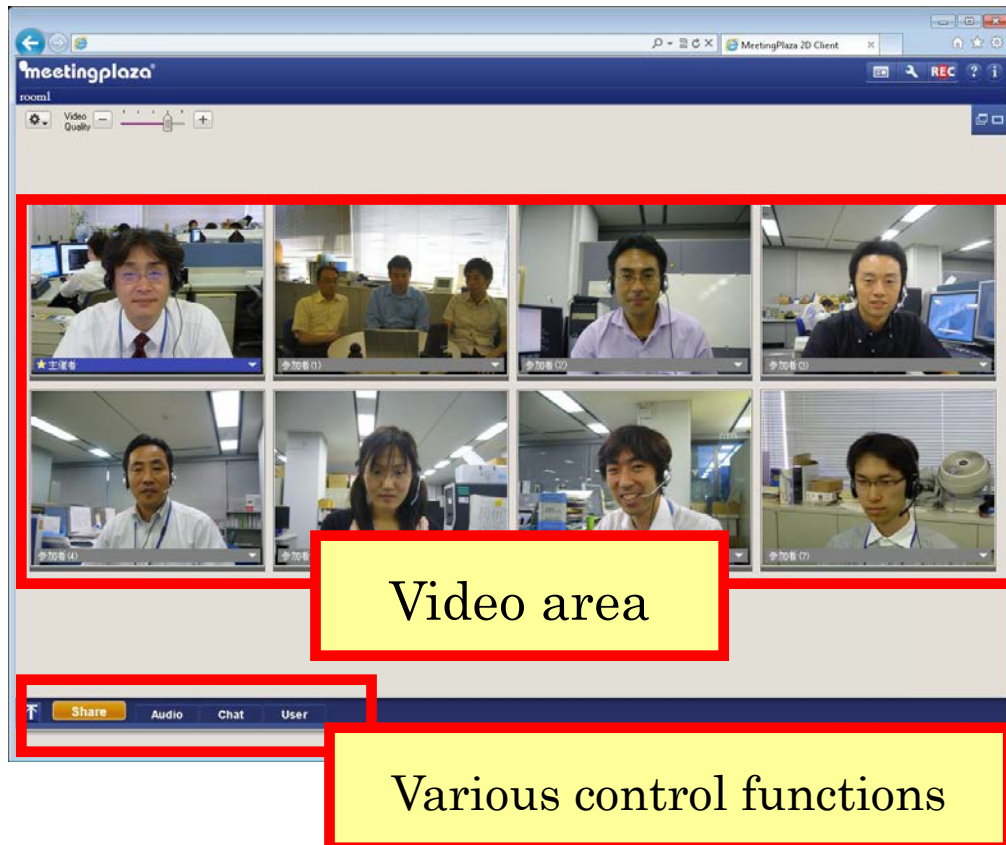 MeetingPlaza 2D Client
meetingplaza
REC ? i
room1
Video
Quality
★主催者
参加者(1)
参加者(2)
参加者(3)
参加者(4)
参加者(7)
Video area
Share Audio Chat User
Various control functions